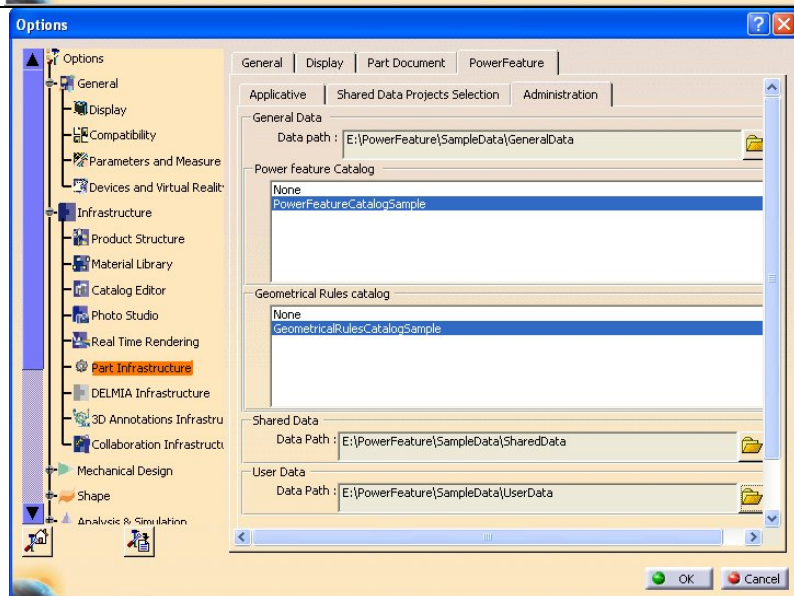 Options
Options
General
Display
Compatibility
Parameters and Measure
Devices and Virtual Realit
Infrastructure
Product Structure
Material Library
Catalog Editor
Photo Studio
Real Time Rendering
Part Infrastructure
DELMIA Infrastructure
3D Annotations Infrastru
Collaboration Infrastructu
Mechanical Design
Shape
Analysis & Simulation
General
Display
Part Document
PowerFeature
Applicative
Shared Data Projects Selection
Administration
General Data
Data path : E:\PowerFeature\SampleData\GeneralData
Power feature Catalog
None
PowerFeatureCatalogSample
Geometrical Rules catalog
None
GeometricalRulesCatalogSample
Shared Data
Data Path : E:\PowerFeature\SampleData\SharedData
User Data
Data Path : E:\PowerFeature\SampleData\UserData
OK
Cancel